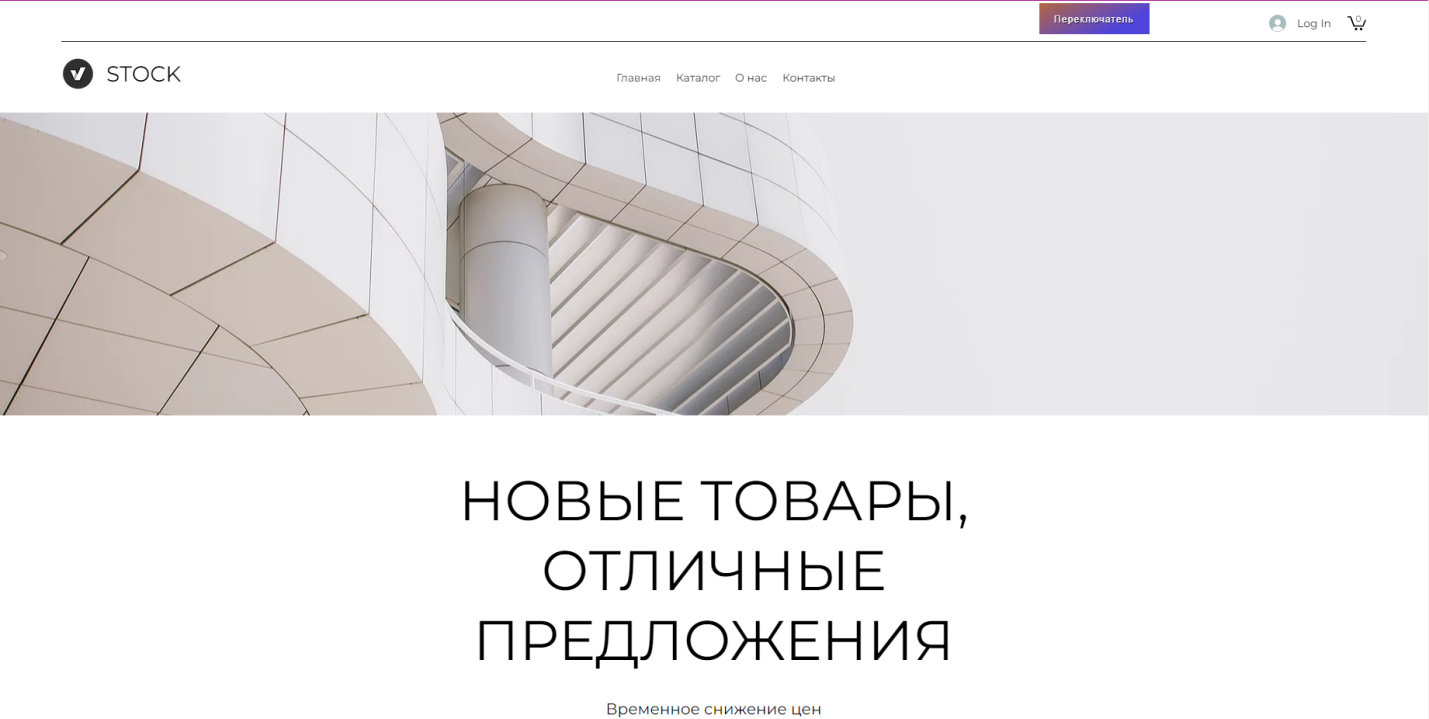 Переключатель
Log In
0
STOCK
Главная Каталог О нас Контакты
НОВЫЕ ТОВАРЫ,
ОТЛИЧНЫЕ
ПРЕДЛОЖЕНИЯ
Временное снижение цен